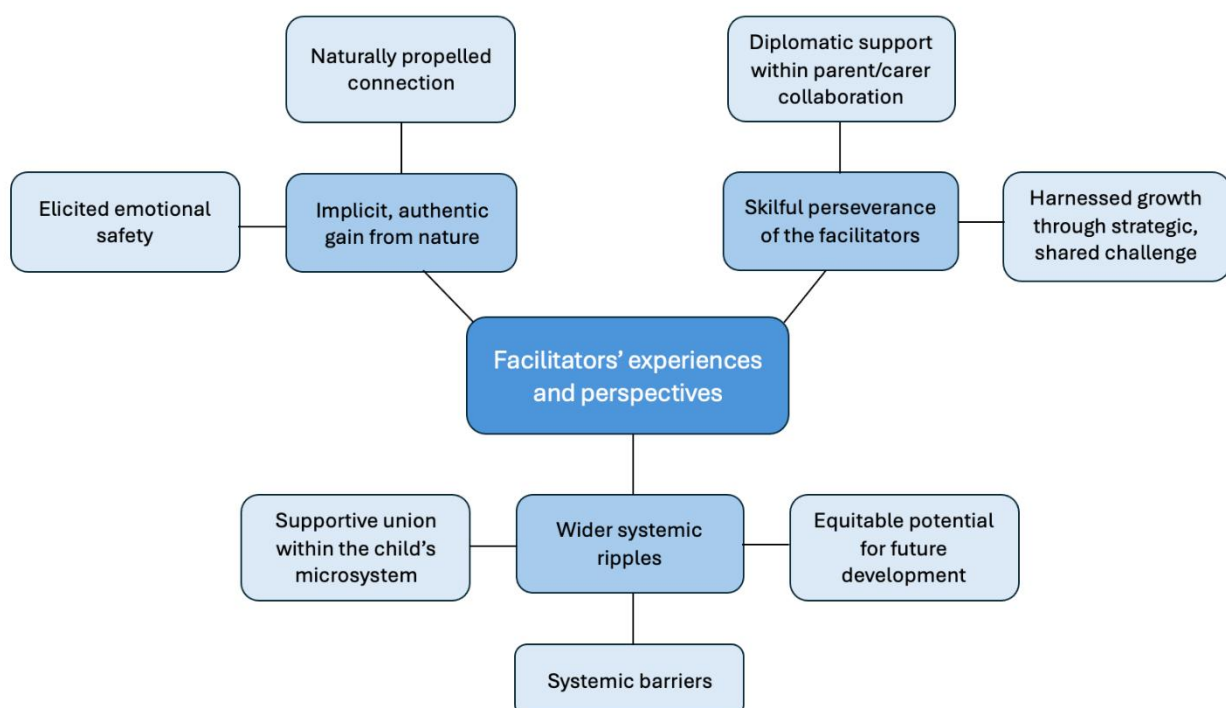 Naturally propelled
connection
Diplomatic support
within parent/carer
collaboration
Elicited emotional
safety
Implicit, authentic
gain from nature
Skilful perseverance
of the facilitators
Harnessed growth
through strategic,
shared challenge
Facilitators’ experiences
and perspectives
Supportive union
within the child’s
microsystem
Wider systemic
ripples
Equitable potential
for future
development
Systemic barriers